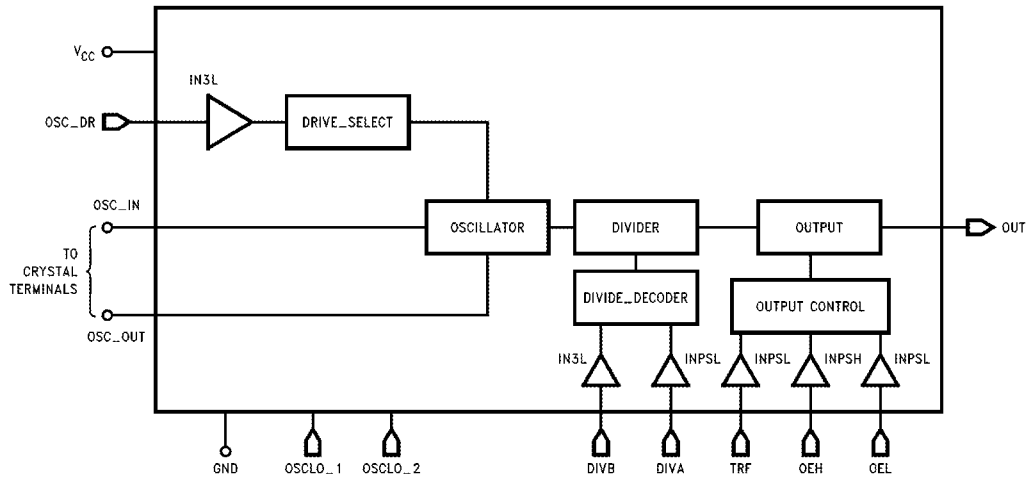 VCC
IN3L
OSC_DR
DRIVE_SELECT
OSC_IN
OSCILLATOR
DIVIDER
OUTPUT
OUT
TO
CRYSTAL
TERMINALS
DIVIDE_DECODER
OUTPUT CONTROL
OSC_OUT
IN3L
INPSL
INPSL
INPSH
INPSL
GND
OSCLO_1
OSCLO_2
DIVB
DIVA
TRF
OEH
OEL